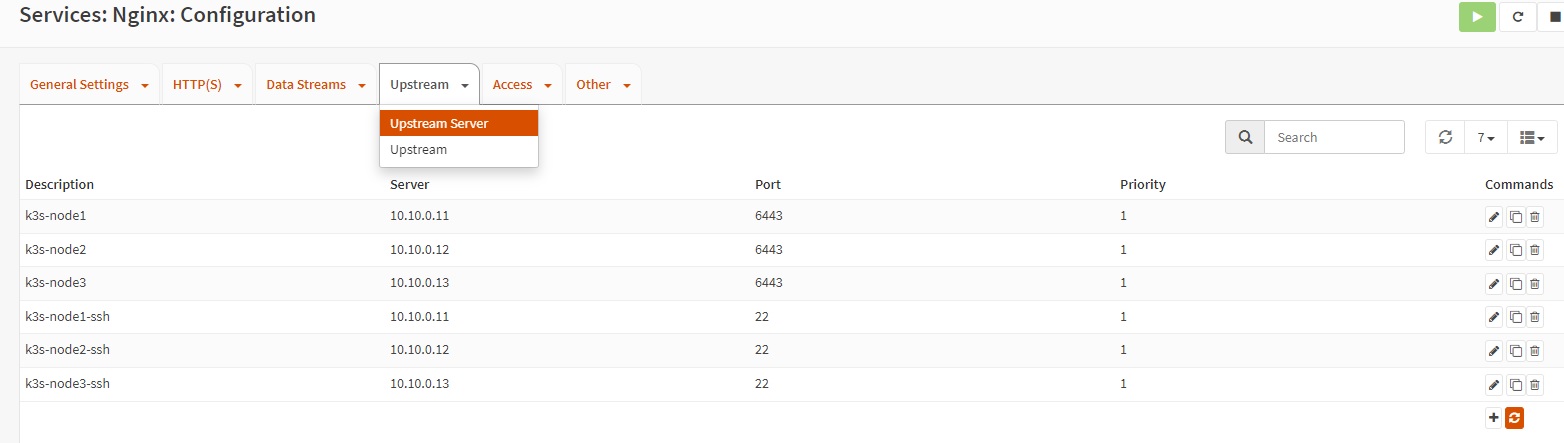 Services: Nginx: Configuration
General Settings HTTP(S) Data Streams Upstream Access Other
Upstream Server
Upstream
Search 7
Description Server Port Priority Commands
k3s-node1 10.10.0.11 6443 1
k3s-node2 10.10.0.12 6443 1
k3s-node3 10.10.0.13 6443 1
k3s-node1-ssh 10.10.0.11 22 1
k3s-node2-ssh 10.10.0.12 22 1
k3s-node3-ssh 10.10.0.13 22 1